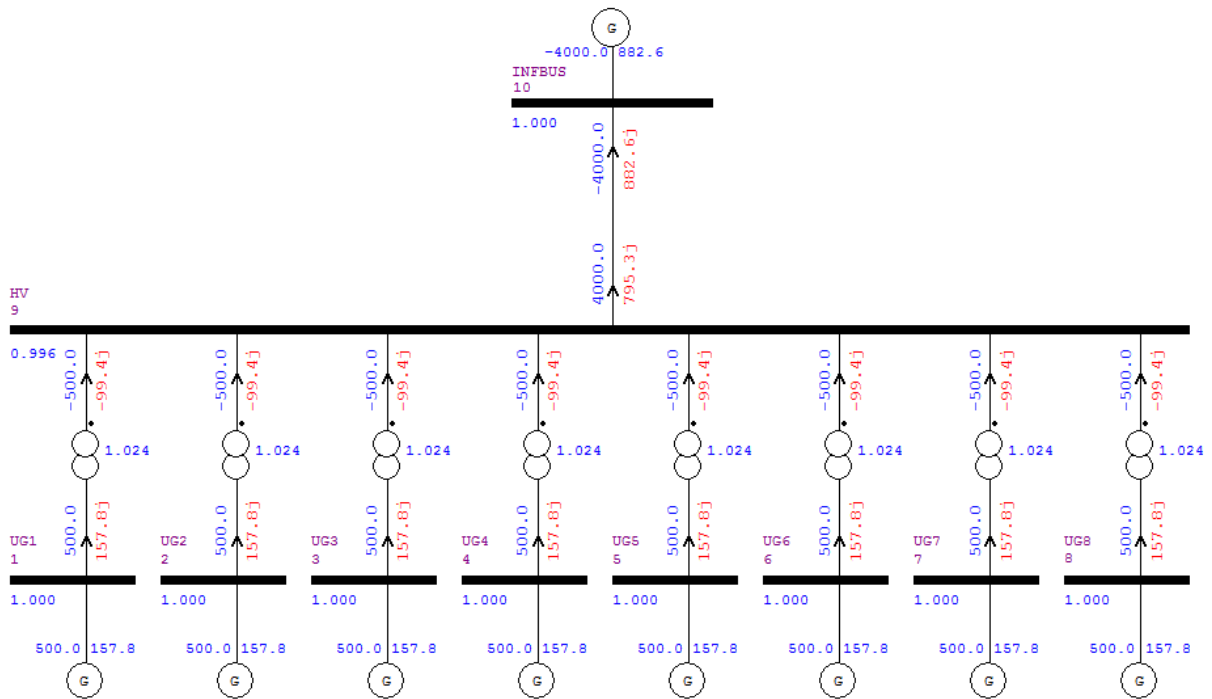 G
-4000.0 882.6
INFBUS
10
1.000
-4000.0 882.6j
4000.0 795.3j
HV
9
0.996
-500.0 -99.4j -500.0 -99.4j -500.0 -99.4j -500.0 -99.4j -500.0 -99.4j -500.0 -99.4j -500.0 -99.4j -500.0 -99.4j
1.024 1.024 1.024 1.024 1.024 1.024 1.024 1.024
500.0 157.8j 500.0 157.8j 500.0 157.8j 500.0 157.8j 500.0 157.8j 500.0 157.8j 500.0 157.8j 500.0 157.8j
UG1 UG2 UG3 UG4 UG5 UG6 UG7 UG8
1 2 3 4 5 6 7 8
1.000 1.000 1.000 1.000 1.000 1.000 1.000 1.000
500.0 157.8 500.0 157.8 500.0 157.8 500.0 157.8 500.0 157.8 500.0 157.8 500.0 157.8 500.0 157.8
G G G G G G G G